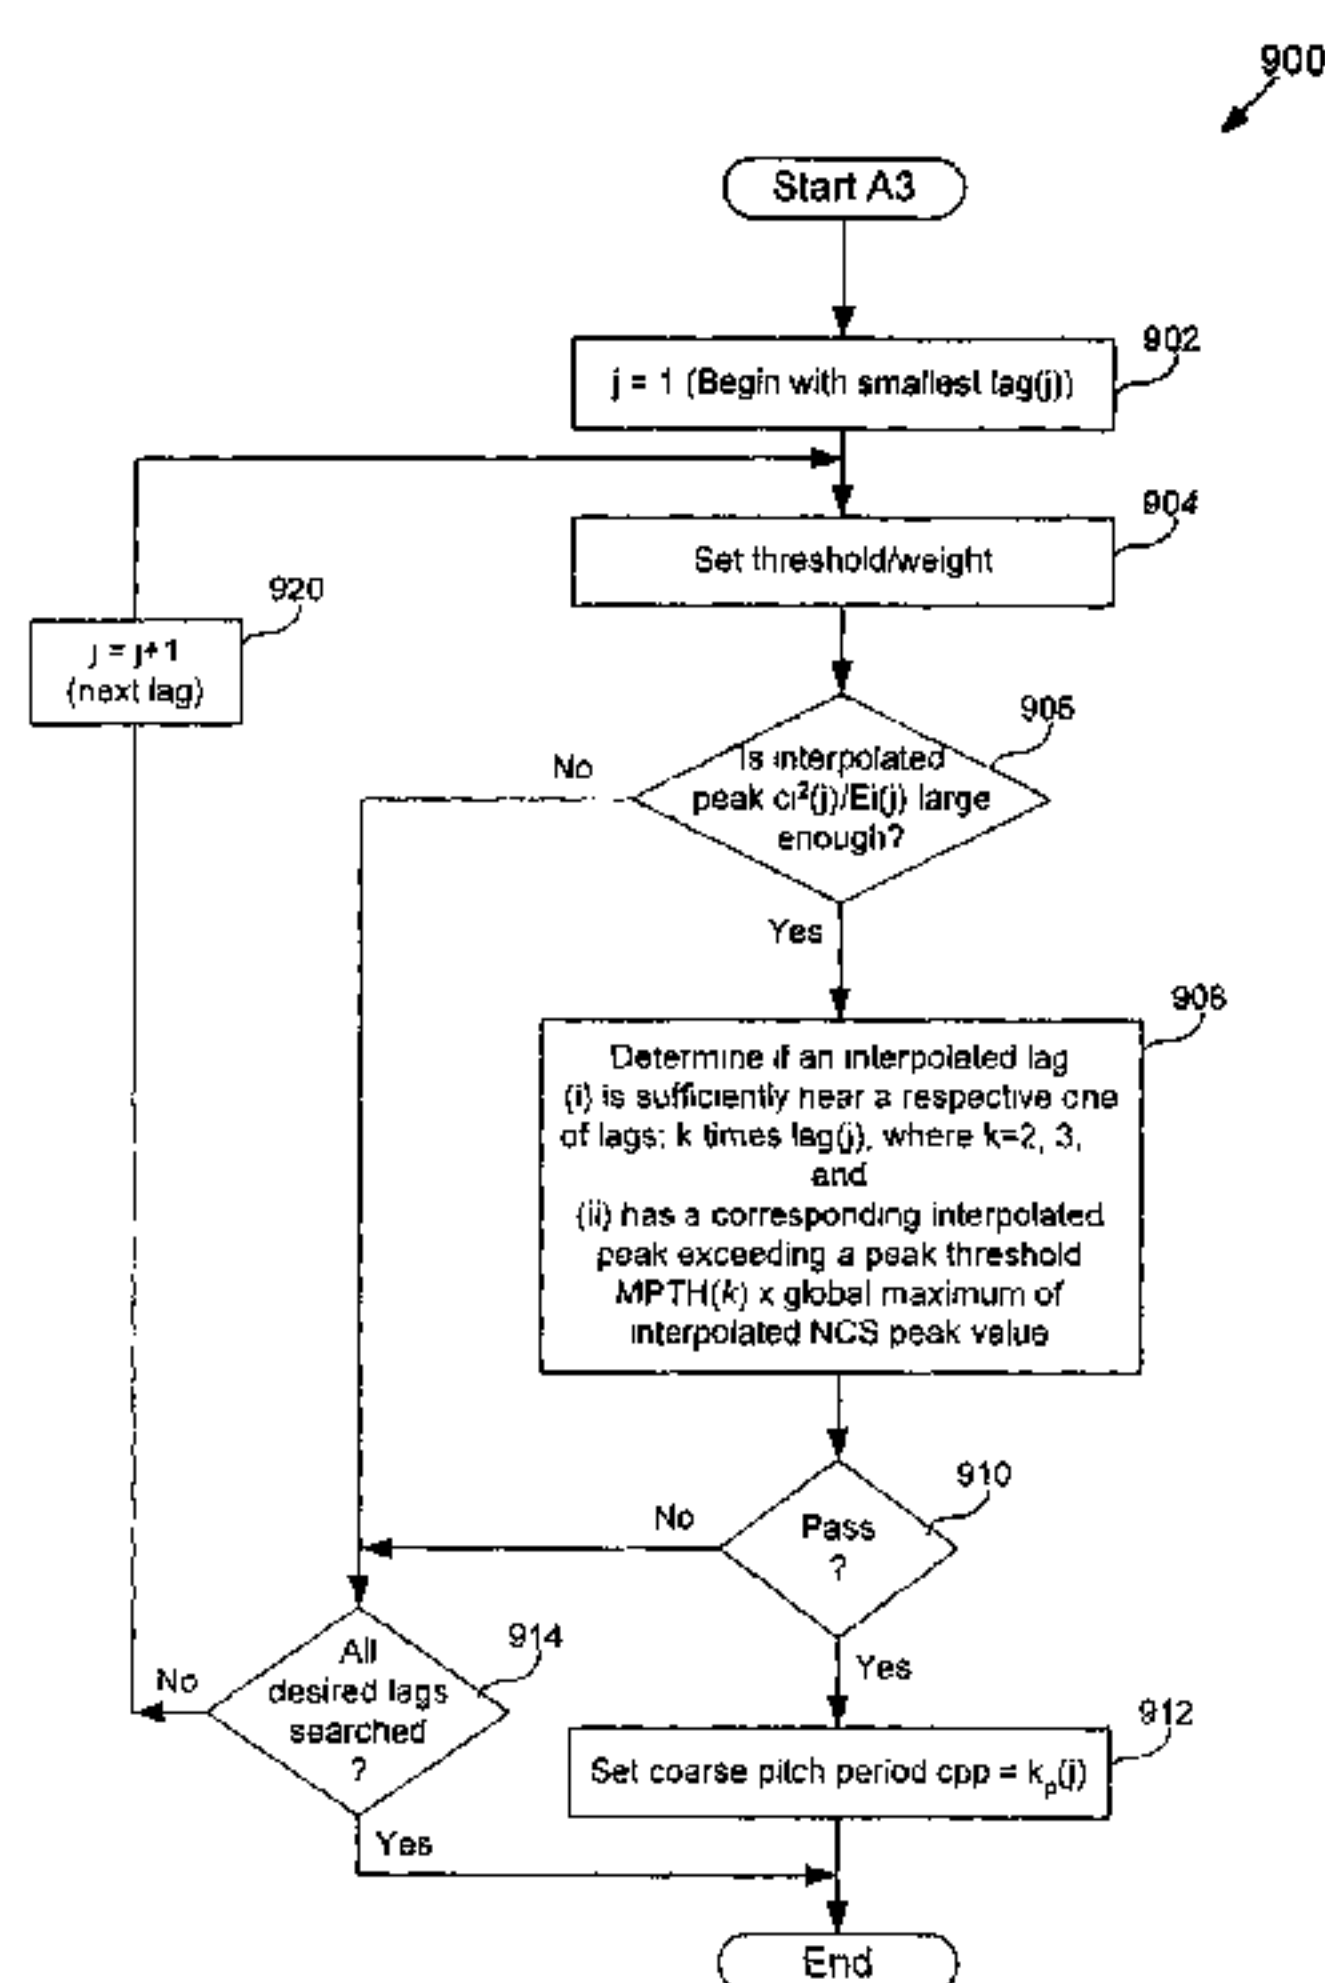 900
Start A3
902
j = 1 (Begin with smallest lag(j))
904
Set threshold/weight
920
j = j+1
(next lag)
906
Is interpolated
peak ci²(j)/Ei(j) large
enough?
No
Yes
908
Determine if an interpolated lag
(i) is sufficiently near a respective one
of lags: k times lag(j), where k=2, 3,
and
(ii) has a corresponding interpolated
peak exceeding a peak threshold
MPTH(k) x global maximum of
interpolated NCS peak value
910
Pass
?
No
Yes
914
All
desired lags
searched
?
No
Yes
912
Set coarse pitch period cpp = kp(j)
End